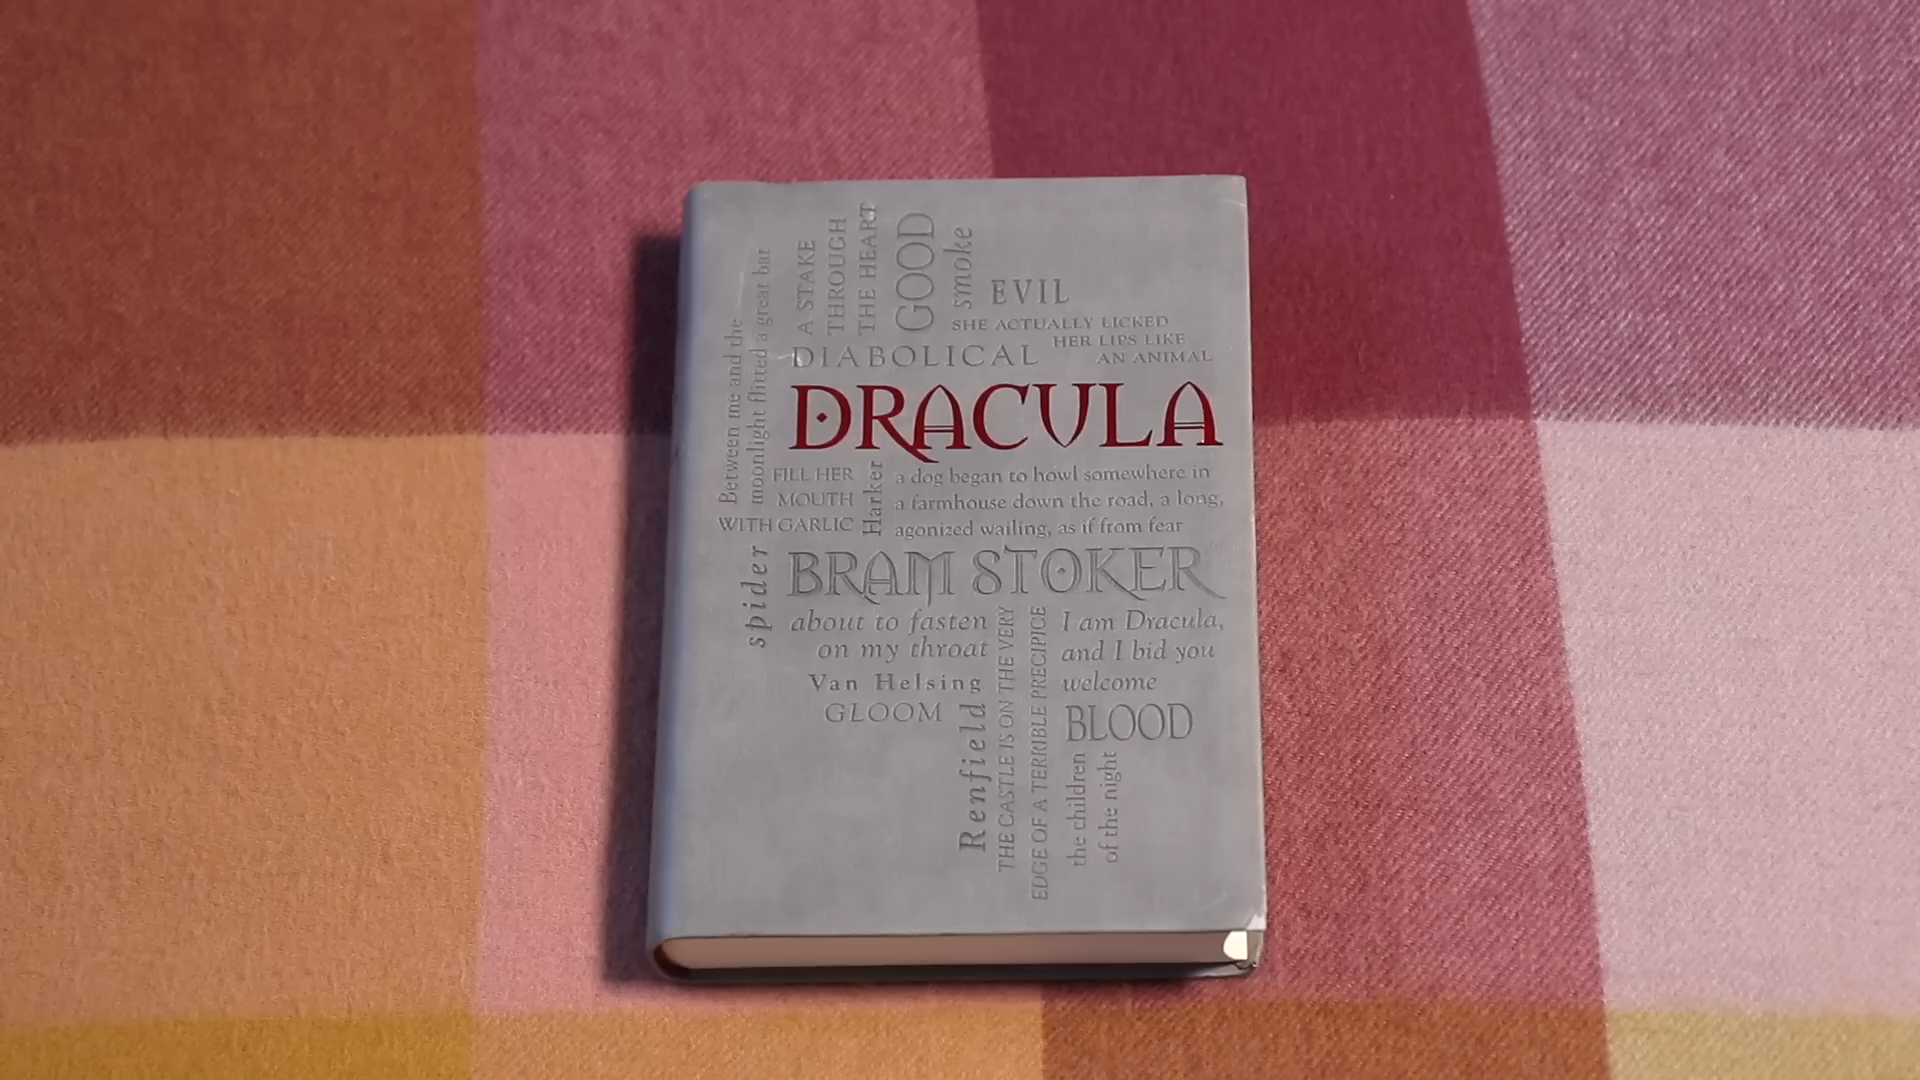 Between me and the
moonlight flitted a great bat
A STAKE
THROUGH
THE HEART
GOOD
smoke
EVIL
SHE ACTUALLY LICKED
HER LIPS LIKE
AN ANIMAL
DIABOLICAL
DRACULA
FILL HER
MOUTH
WITH GARLIC
Harker
a dog began to howl somewhere in
a farmhouse down the road, a long,
agonized wailing, as if from fear
spider
BRAM STOKER
about to fasten
on my throat
Van Helsing
GLOOM
Renfield
THE CASTLE IS ON THE VERY
EDGE OF A TERRIBLE PRECIPICE
I am Dracula,
and I bid you
welcome
BLOOD
the children
of the night